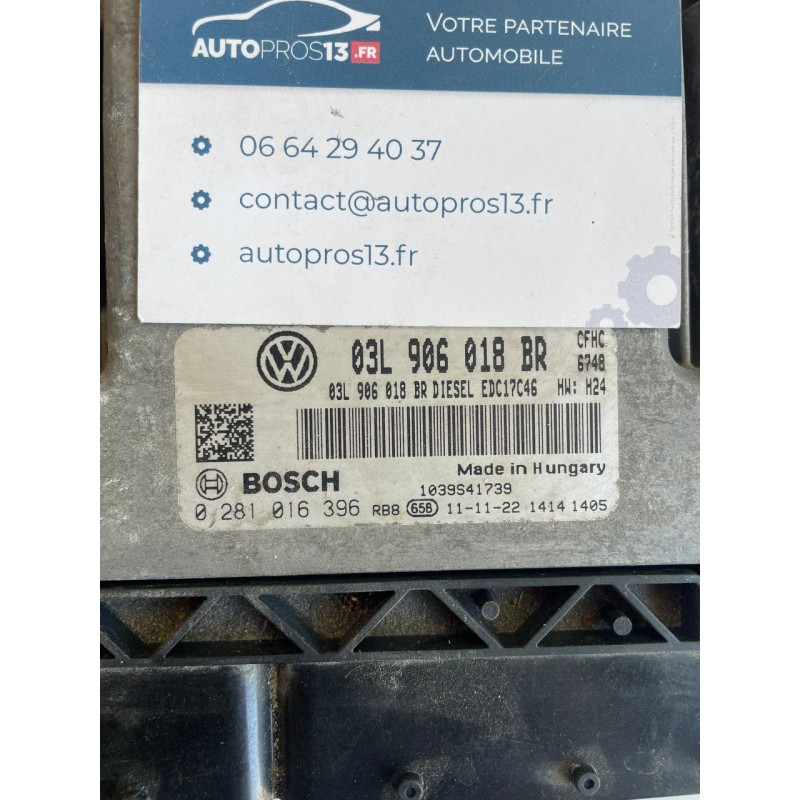 AUTOPROS13.FR
VOTRE PARTENAIRE
AUTOMOBILE
06 64 29 40 37
contact@autopros13.fr
autopros13.fr
VW
03L 906 018 BR
CFHC
6748
03L 906 018 BR DIESEL EDC17C46 HW: H24
Made in Hungary
BOSCH
1039S41739
0 281 016 396 RB8 658 11-11-22 1414 1405